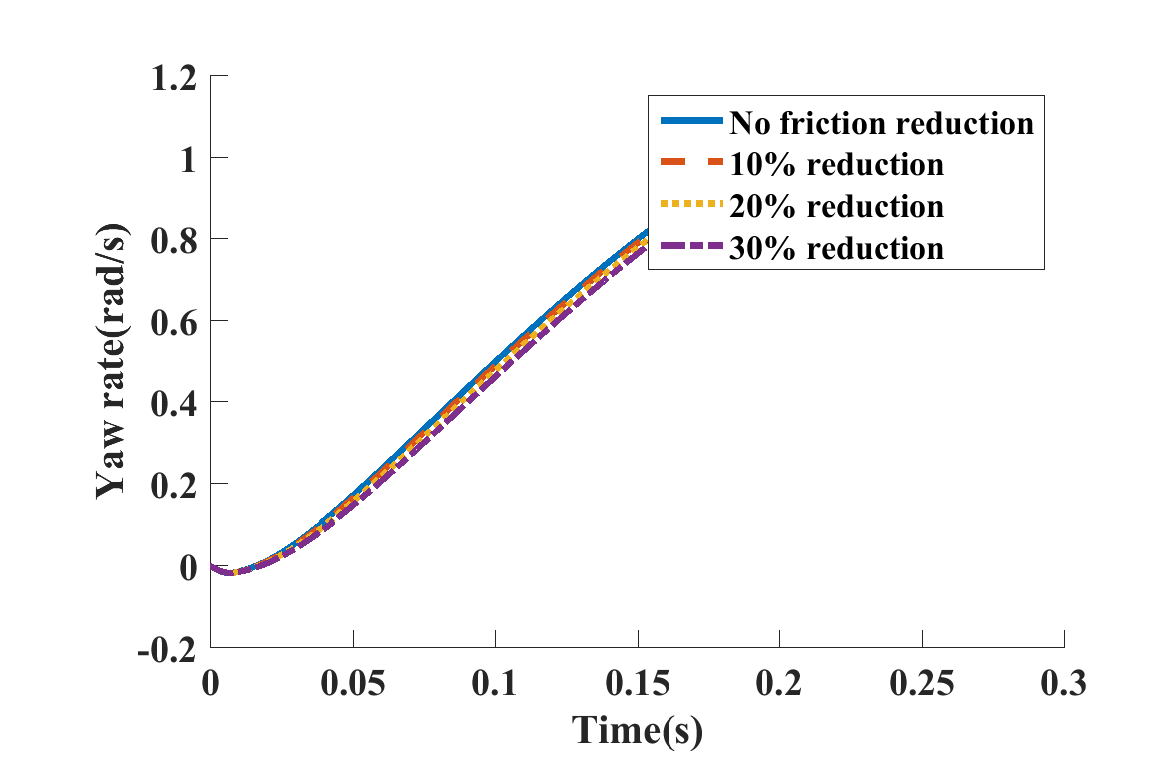 1.2
1
0.8
0.6
0.4
0.2
0
-0.2
Yaw rate(rad/s)
No friction reduction
10% reduction
20% reduction
30% reduction
0 0.05 0.1 0.15 0.2 0.25 0.3
Time(s)